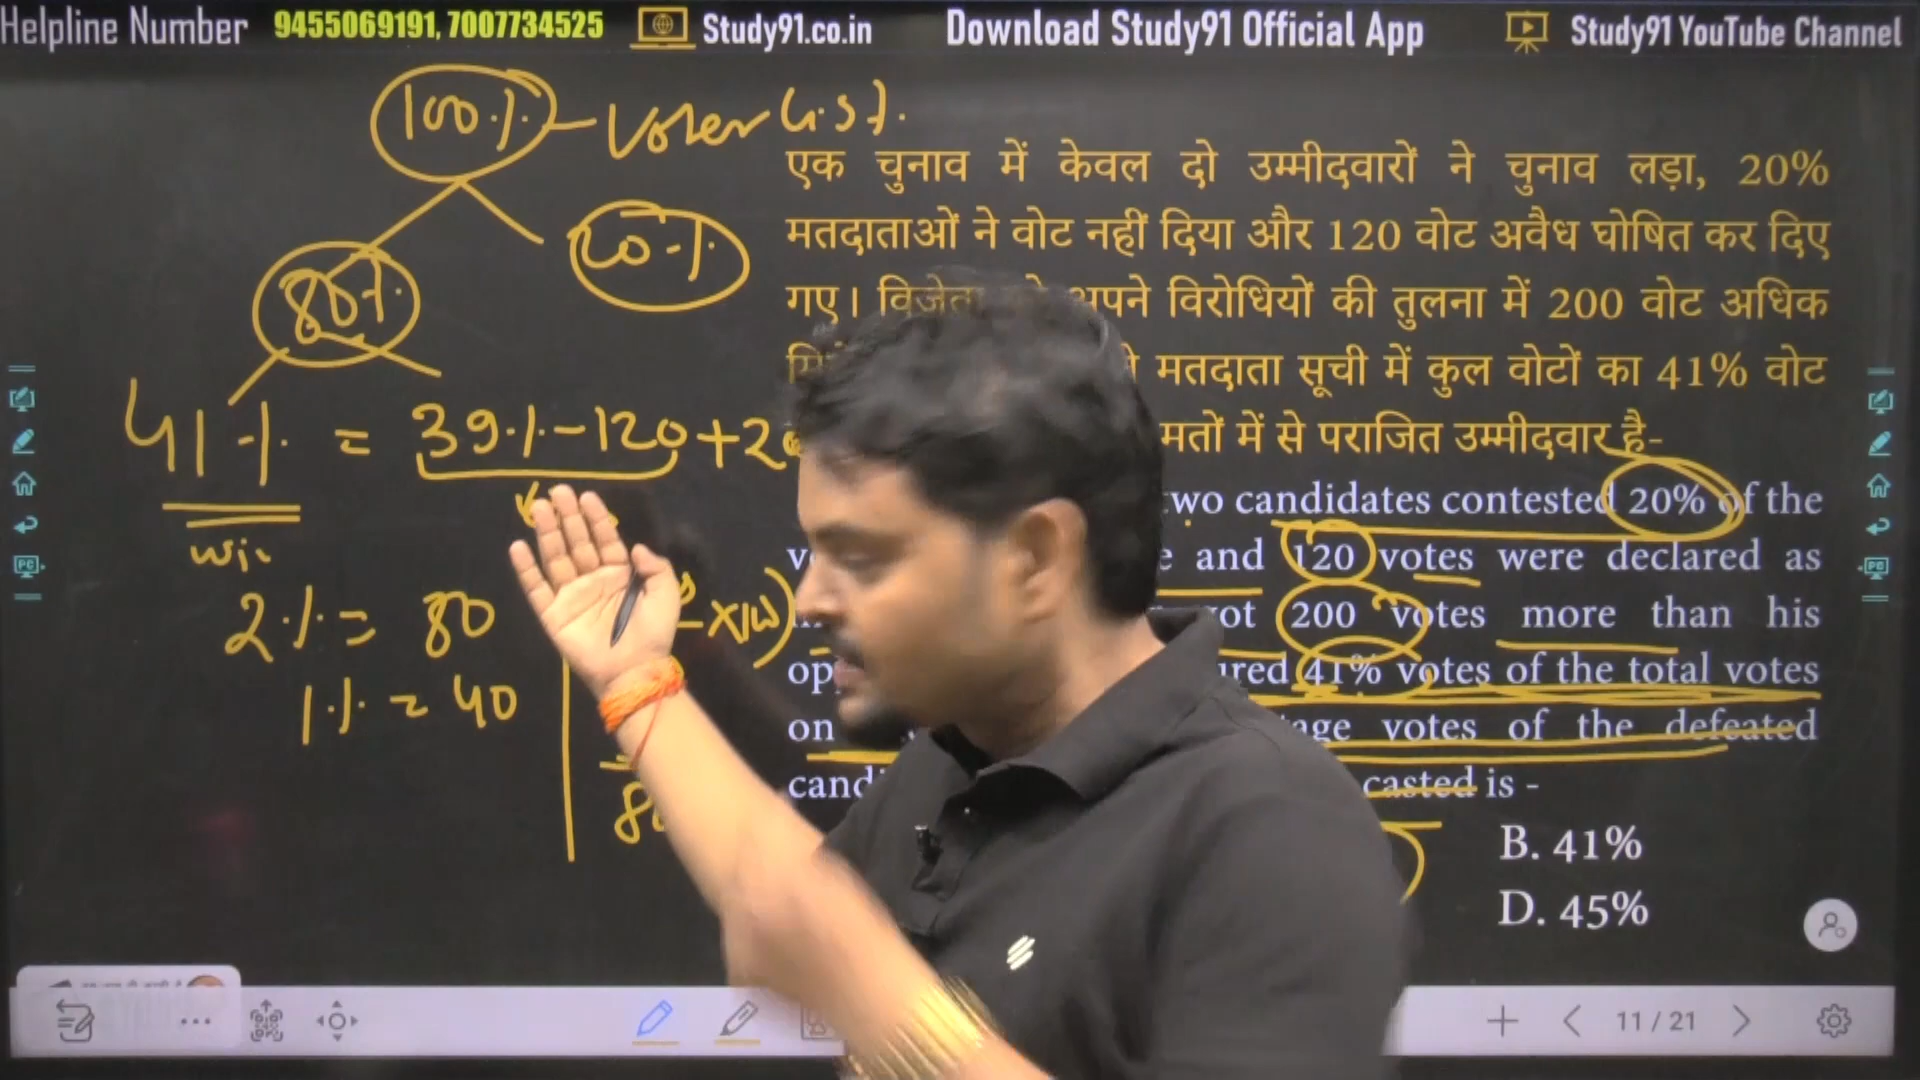 Helpline Number 9455069191, 7007734525 Study91.co.in Download Study91 Official App Study91 YouTube Channel
100% - Voter List.
एक चुनाव में केवल दो उम्मीदवारों ने चुनाव लड़ा, 20%
मतदाताओं ने वोट नहीं दिया और 120 वोट अवैध घोषित कर दिए
गए। अपने विरोधियों की तुलना में 200 वोट अधिक
मतदाता सूची में कुल वोटों का 41% वोट
मतों में से पराजित उम्मीदवार है-
80%
20%
41% = 39% - 120 + 2
win
2% = 80
1% = 40
two candidates contested 20% of the
and 120 votes were declared as
200 votes more than his
41% votes of the total votes
on votes of the defeated
casted is -
B. 41%
D. 45%
11 / 21